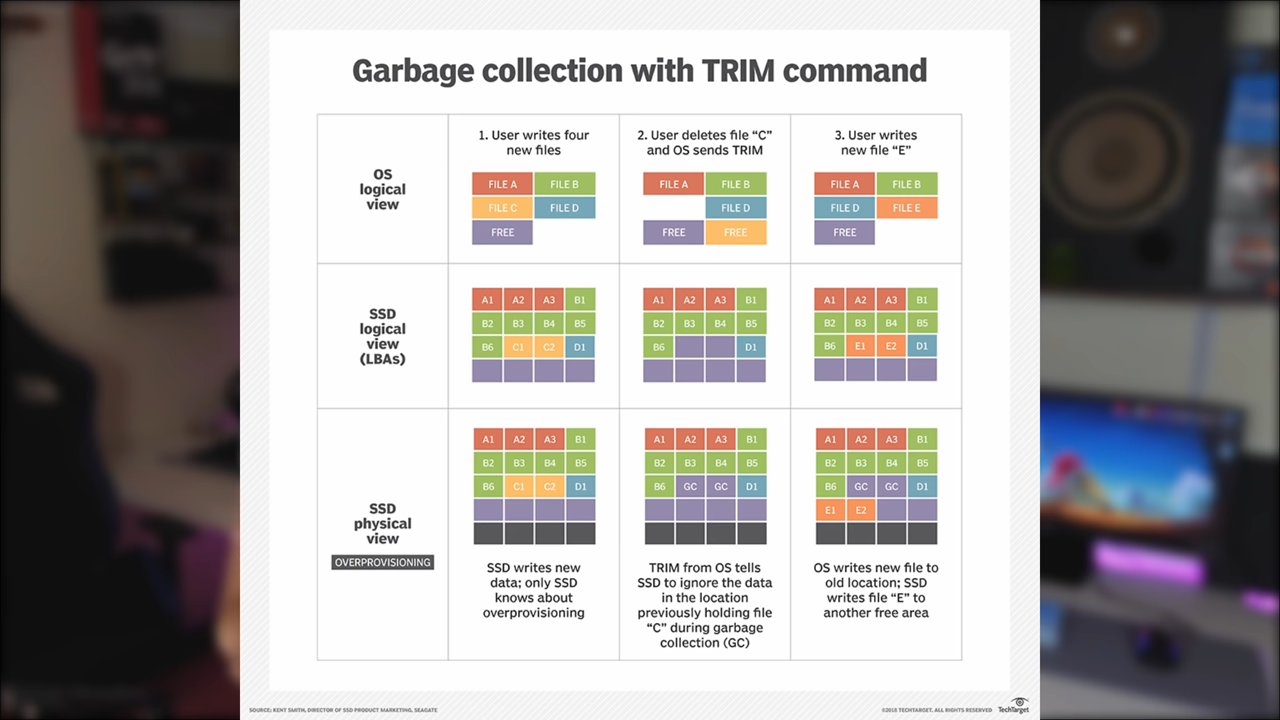 Garbage collection with TRIM command
OS
logical
view
1. User writes four
new files
FILE A FILE B
FILE C FILE D
FREE
2. User deletes file “C”
and OS sends TRIM
FILE A FILE B
FILE D
FREE FREE
3. User writes
new file “E”
FILE A FILE B
FILE D FILE E
FREE
SSD
logical
view
(LBAs)
A1 A2 A3 B1
B2 B3 B4 B5
B6 C1 C2 D1
A1 A2 A3 B1
B2 B3 B4 B5
B6 D1
A1 A2 A3 B1
B2 B3 B4 B5
B6 E1 E2 D1
SSD
physical
view
OVERPROVISIONING
A1 A2 A3 B1
B2 B3 B4 B5
B6 C1 C2 D1
SSD writes new
data; only SSD
knows about
overprovisioning
A1 A2 A3 B1
B2 B3 B4 B5
B6 GC GC D1
TRIM from OS tells
SSD to ignore the data
in the location
previously holding file
“C” during garbage
collection (GC)
A1 A2 A3 B1
B2 B3 B4 B5
B6 GC GC D1
E1 E2
OS writes new file to
old location; SSD
writes file “E” to
another free area
SOURCE: KENT SMITH, DIRECTOR OF SSD PRODUCT MARKETING, SEAGATE
©2015 TECHTARGET. ALL RIGHTS RESERVED TechTarget